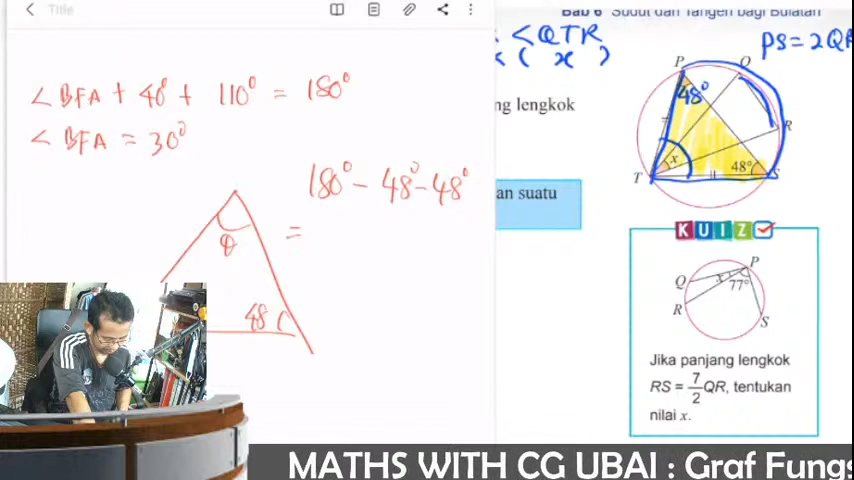 Title
∠BFA + 40° + 110° = 180°
∠BFA = 30°
180° - 48° - 48°
=
θ
48
Bab 6 Sudut dan Tangen bagi Bulatan
<QTR
( x )
PS = 2QR
ng lengkok
an suatu
P
Q
48°
R
x
48°
T
S
KUIZ
P
Q
x
77°
R
S
Jika panjang lengkok
RS = 7/2 QR, tentukan
nilai x.
MATHS WITH CG UBAI : Graf Fungs